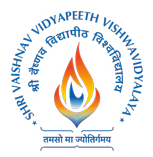 SHRI VAISHNAV VIDYAPEETH VISHWAVIDYALAYA
श्री वैष्णव विद्यापीठ विश्वविद्यालय
तमसो मा ज्योतिर्गमय